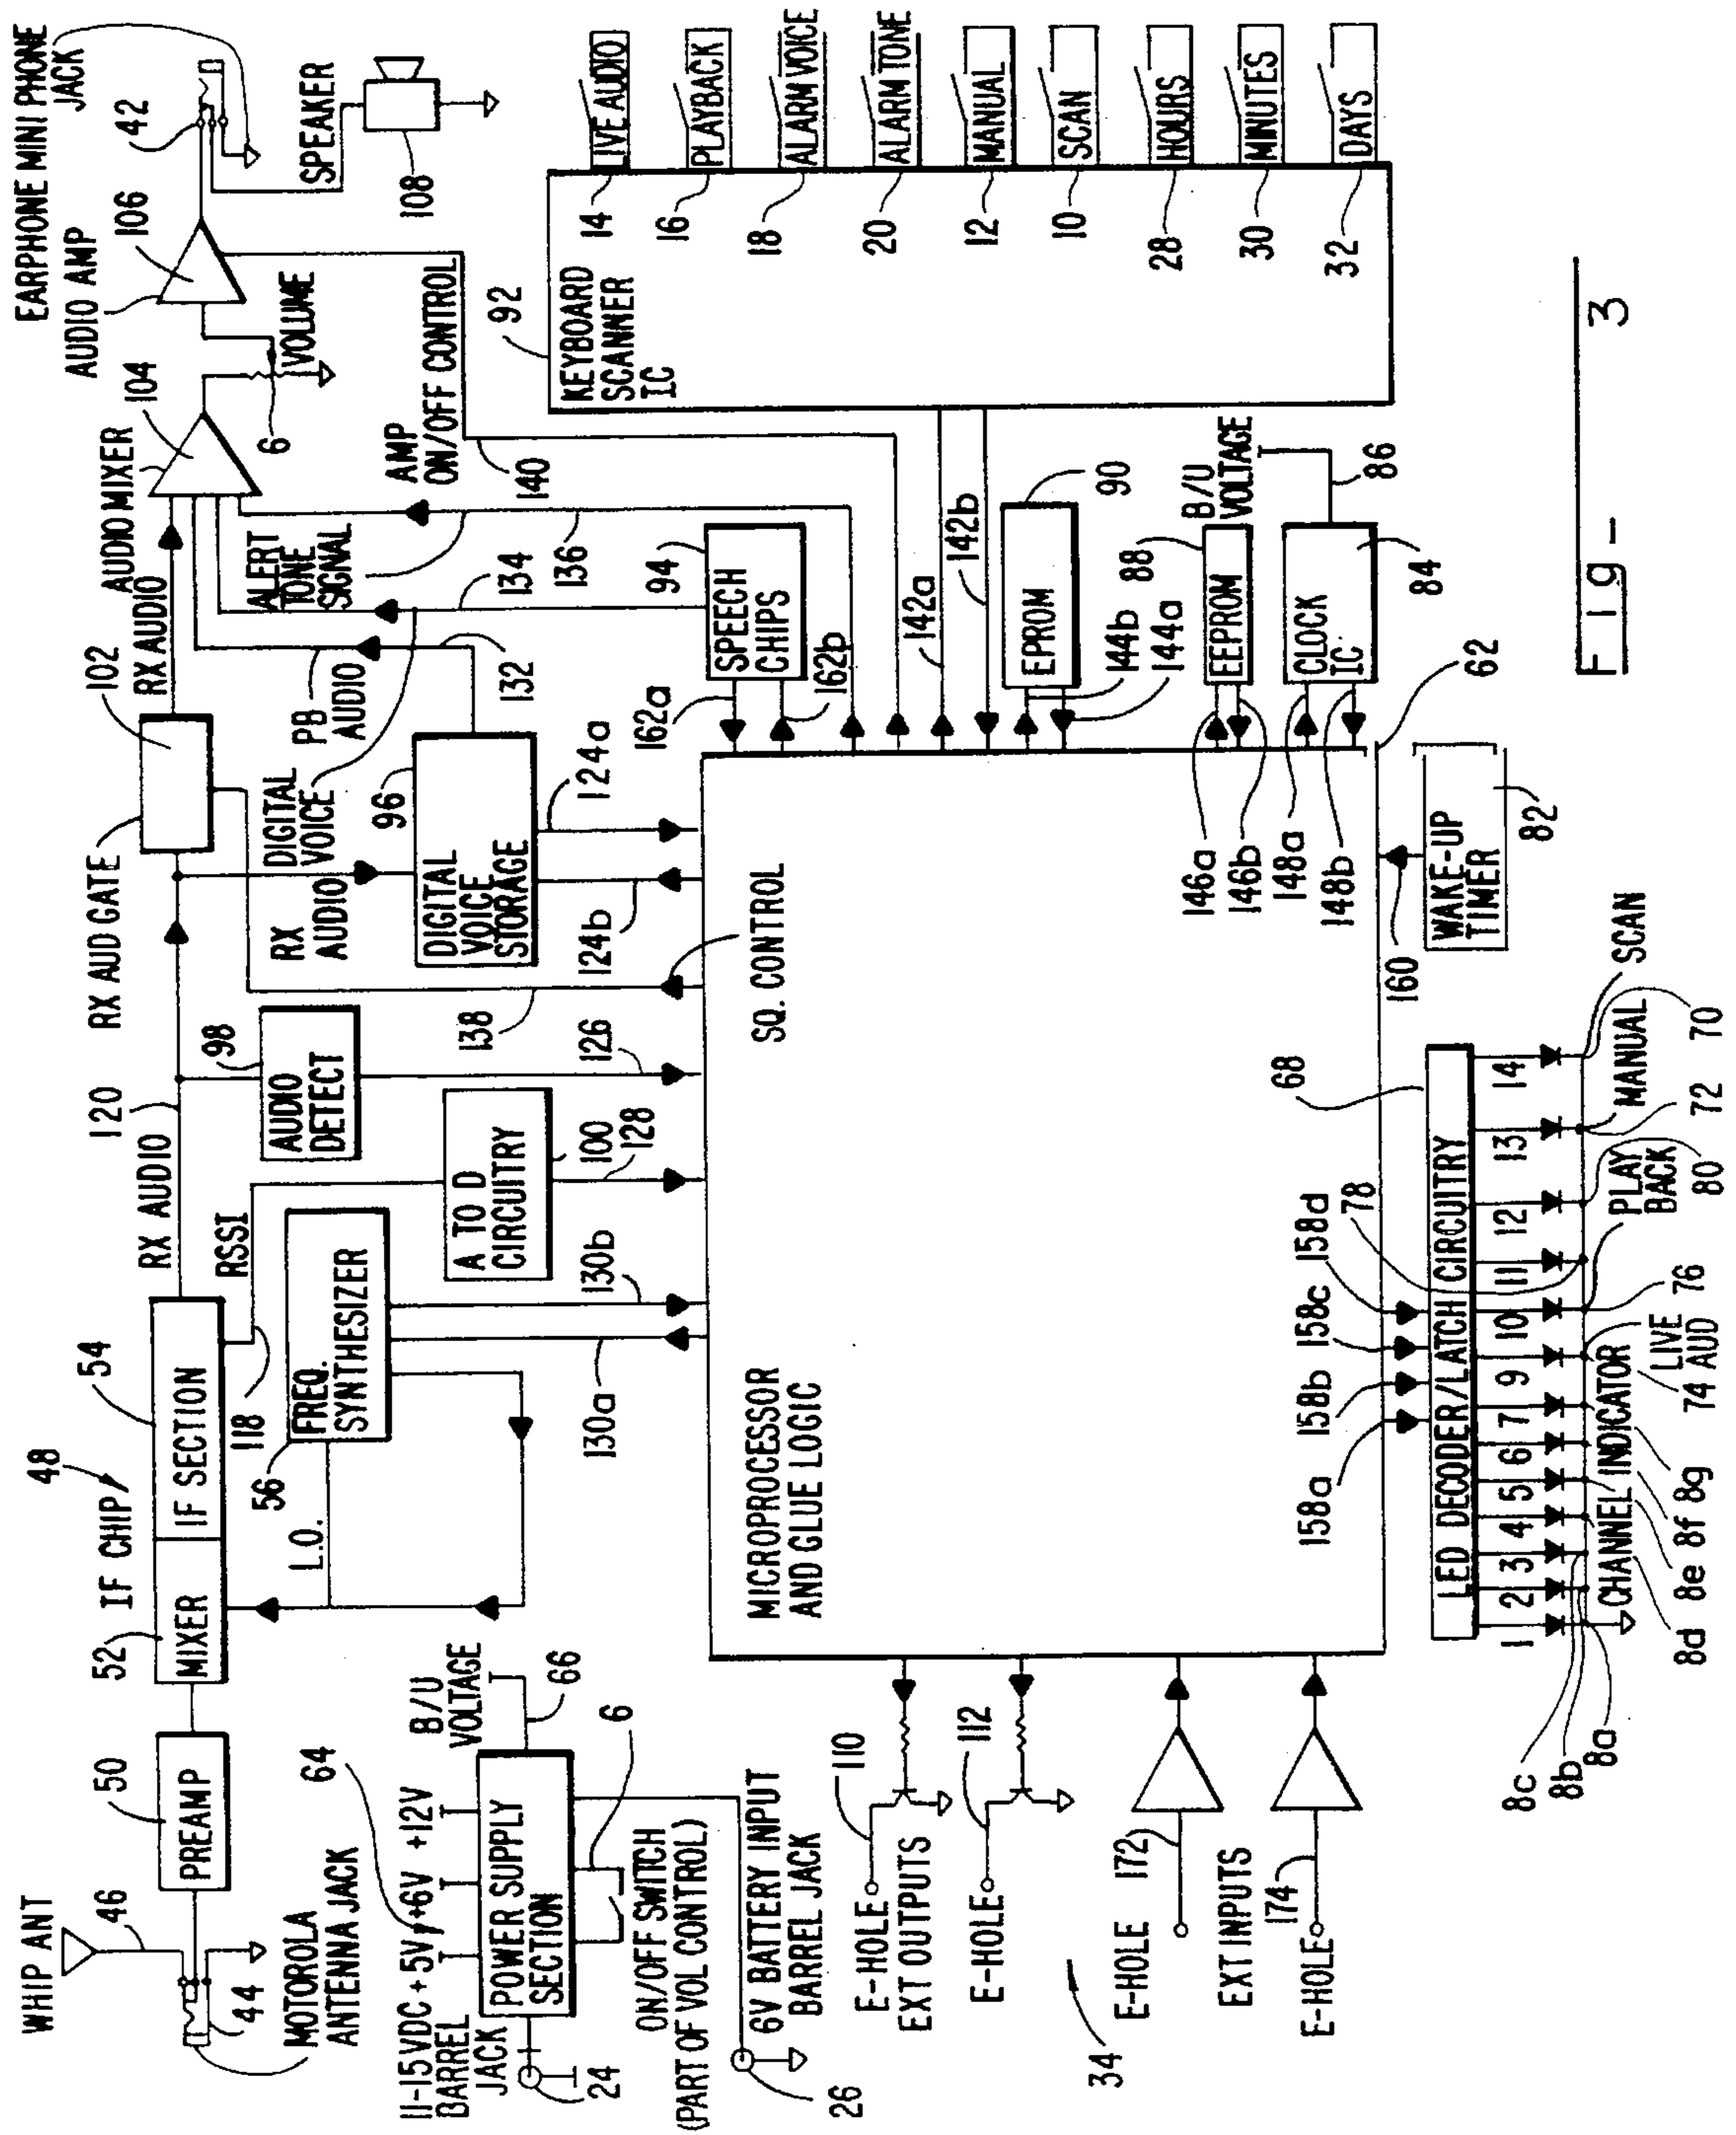 WHIP ANT
46
44
MOTOROLA
ANTENNA JACK
50
PREAMP
48
IF CHIP
52
54
MIXER
IF SECTION
RX AUDIO
120
RX AUD GATE
102
RX AUDIO
AUDIO MIXER
104
AUDIO AMP
106
EARPHONE MINI PHONE
JACK
42
SPEAKER
108
VOLUME
6
118
RSSI
L.O.
56
FREQ.
SYNTHESIZER
98
AUDIO
DETECT
A TO D
CIRCUITRY
100
128
126
138
130a
130b
RX
AUDIO
DIGITAL
VOICE
96
DIGITAL
VOICE
STORAGE
124b
124a
PB
AUDIO
132
ALERT
TONE
SIGNAL
134
136
AMP
ON/OFF CONTROL
140
11-15VDC
BARREL
JACK
24
+5V
+6V
+12V
64
B/U
VOLTAGE
66
POWER SUPPLY
SECTION
6
ON/OFF SWITCH
(PART OF VOL CONTROL)
6V BATTERY INPUT
BARREL JACK
26
E-HOLE
110
EXT OUTPUTS
E-HOLE
112
34
E-HOLE
172
EXT INPUTS
174
E-HOLE
MICROPROCESSOR
AND GLUE LOGIC
SQ. CONTROL
162a
162b
SPEECH
CHIPS
94
142a
142b
EPROM
90
144b
144a
EEPROM
88
B/U
VOLTAGE
86
146a
146b
CLOCK
IC
84
148a
148b
62
KEYBOARD
SCANNER
IC
92
14
LIVE AUDIO
16
PLAYBACK
18
ALARM VOICE
20
ALARM TONE
12
MANUAL
10
SCAN
28
HOURS
30
MINUTES
32
DAYS
160
WAKE-UP
TIMER
82
158a
158b
158c
158d
78
68
LED DECODER/LATCH CIRCUITRY
1
2
3
4
5
6
7
9
10
11
12
13
14
CHANNEL INDICATOR
LIVE
AUD
PLAY
BACK
MANUAL
SCAN
8c
8b
8a
8d
8e
8f
8g
74
76
80
72
70
Fig- 3